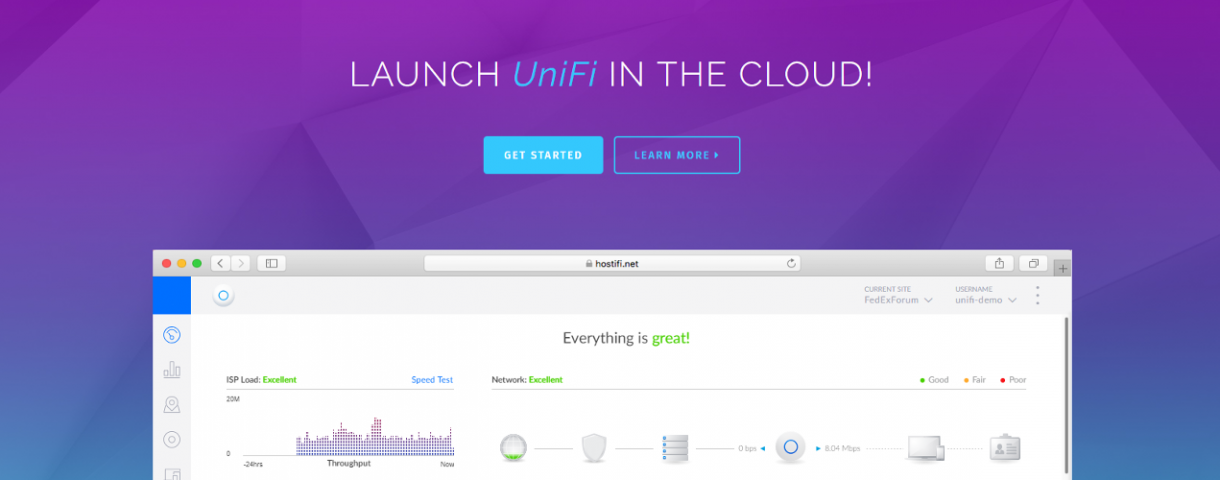 LAUNCH UniFi IN THE CLOUD!
GET STARTED
LEARN MORE
hostifi.net
CURRENT SITE
FedExForum
USERNAME
unifi-demo
Everything is great!
ISP Load: Excellent
Speed Test
20M
0
-24hrs
Throughput
Now
Network: Excellent
Good
Fair
Poor
0 bps
8.04 Mbps